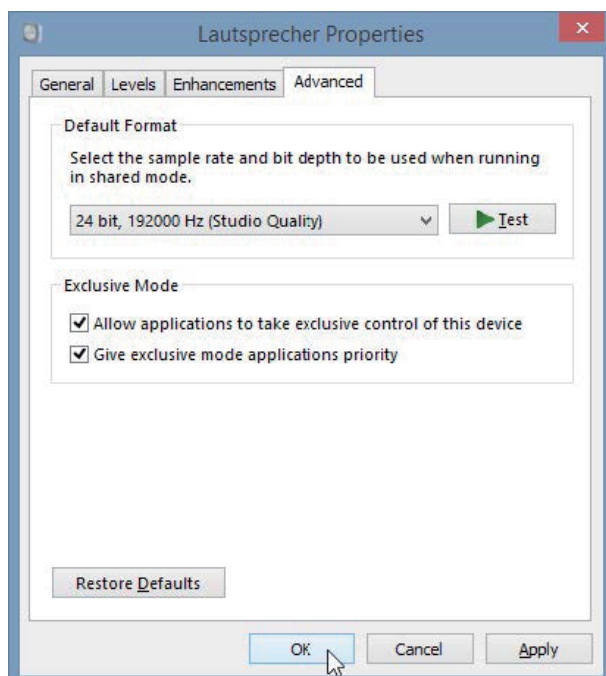 Lautsprecher Properties
General Levels Enhancements Advanced
Default Format
Select the sample rate and bit depth to be used when running
in shared mode.
24 bit, 192000 Hz (Studio Quality) Test
Exclusive Mode
Allow applications to take exclusive control of this device
Give exclusive mode applications priority
Restore Defaults
OK Cancel Apply